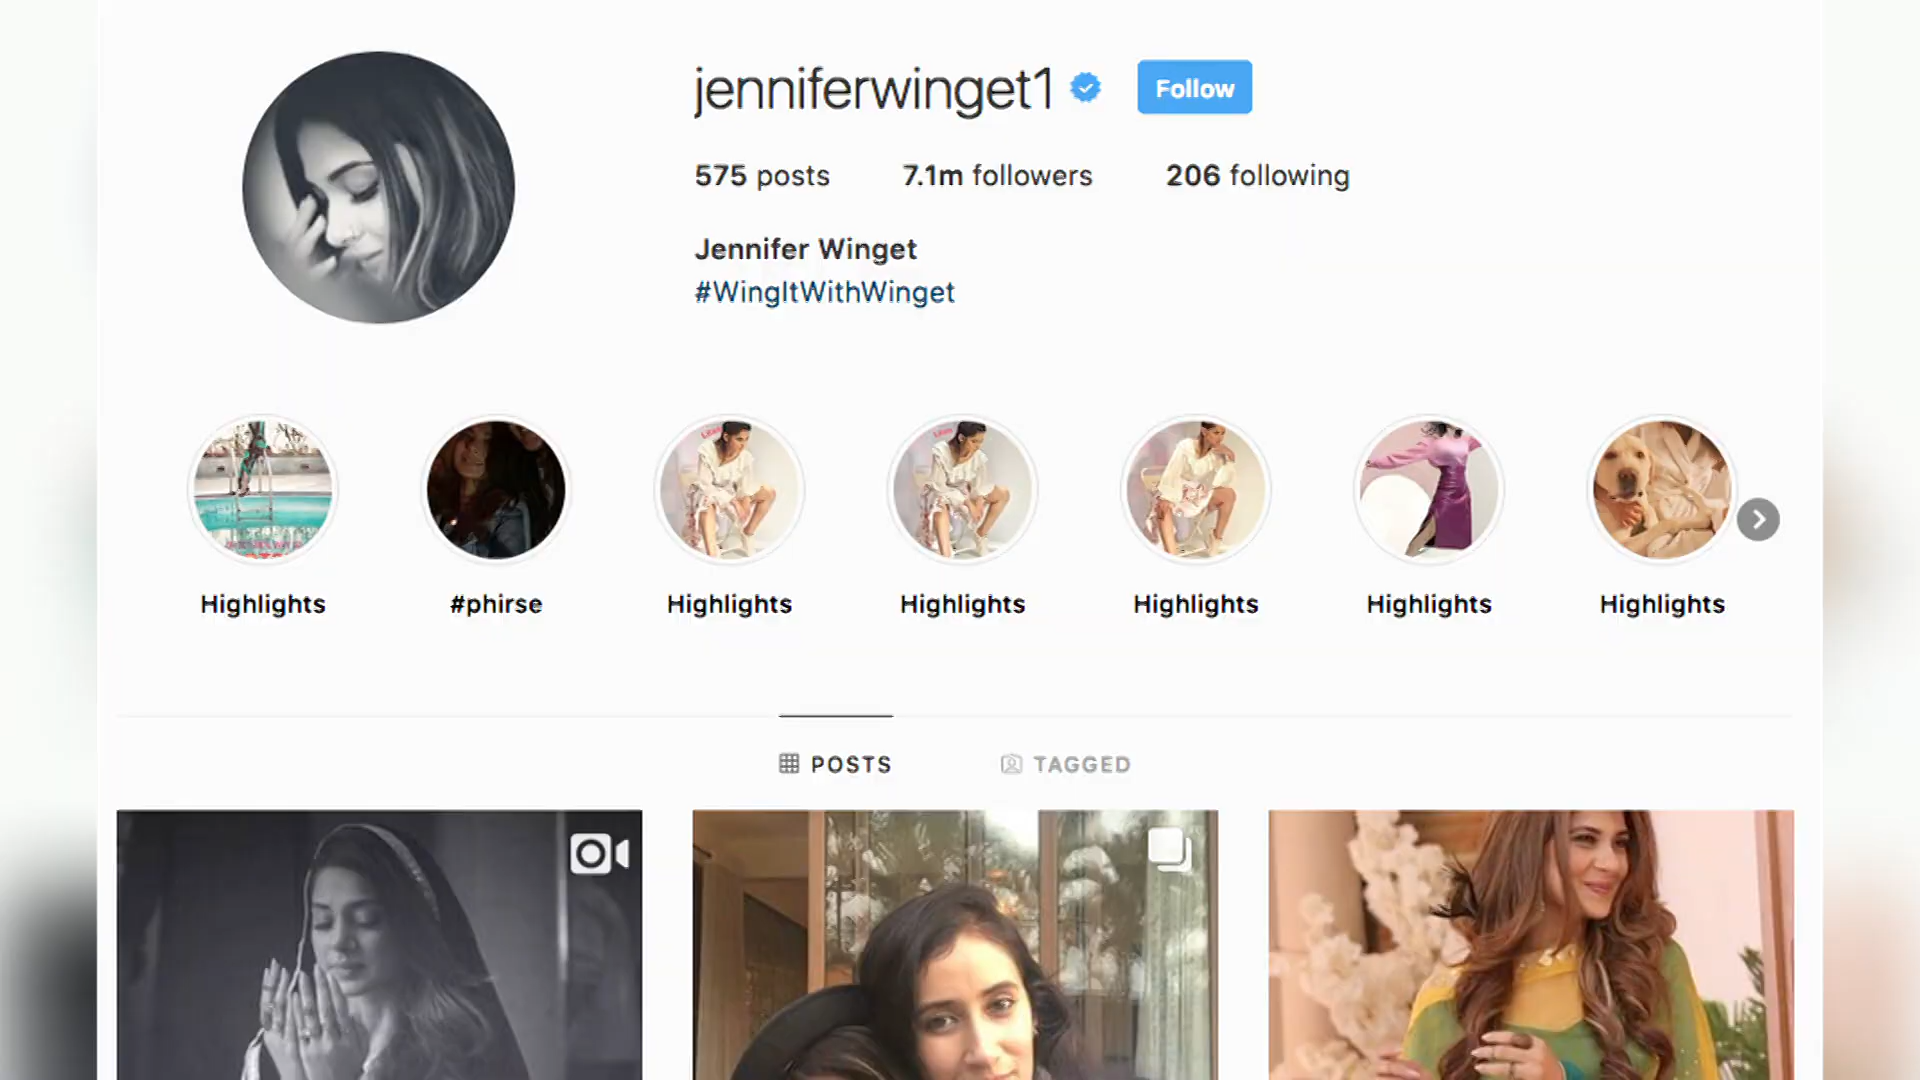 jenniferwinget1 Follow
575 posts 7.1m followers 206 following
Jennifer Winget
#WingItWithWinget
Highlights #phirse Highlights Highlights Highlights Highlights Highlights
POSTS TAGGED